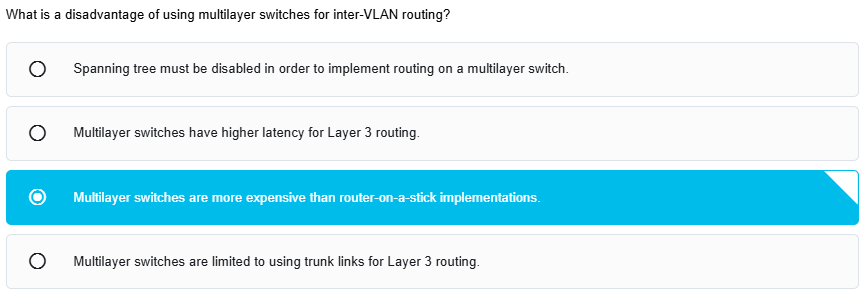 What is a disadvantage of using multilayer switches for inter-VLAN routing?
Spanning tree must be disabled in order to implement routing on a multilayer switch.
Multilayer switches have higher latency for Layer 3 routing.
Multilayer switches are more expensive than router-on-a-stick implementations.
Multilayer switches are limited to using trunk links for Layer 3 routing.